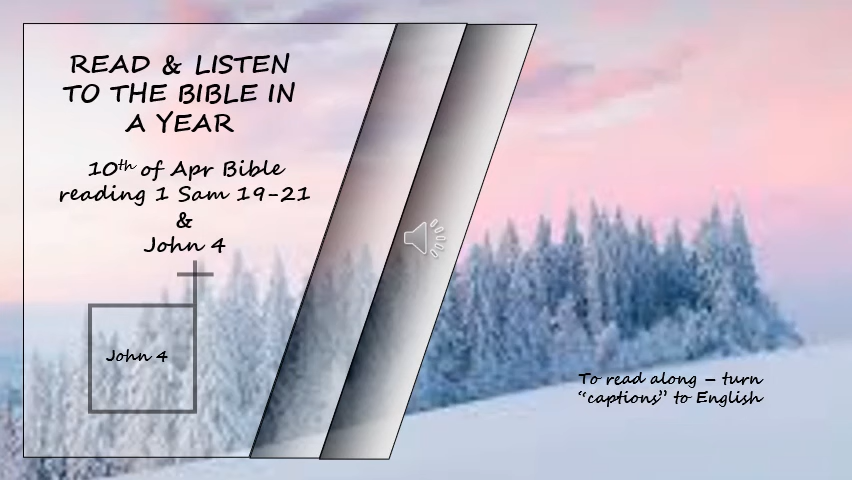 READ & LISTEN
TO THE BIBLE IN
A YEAR
10th of Apr Bible
reading 1 Sam 19-21
&
John 4
John 4
To read along – turn
“captions” to English